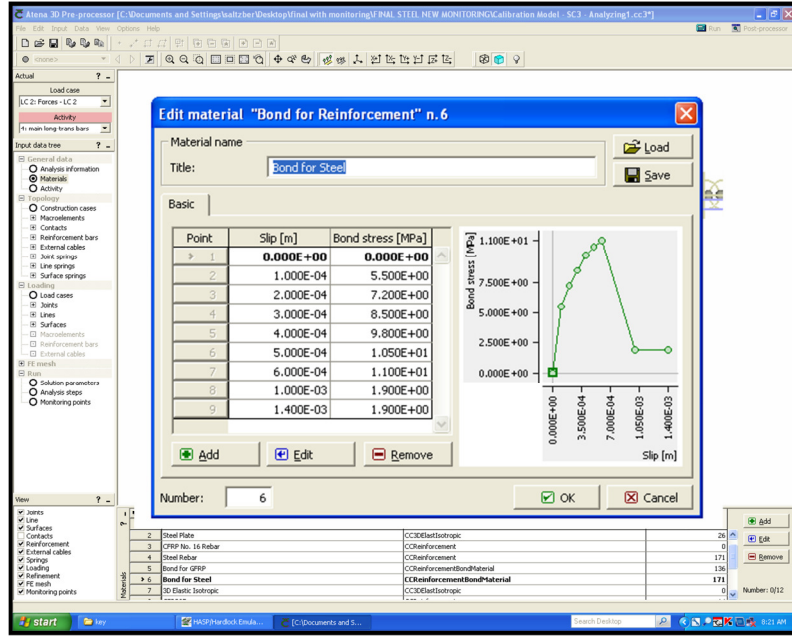 Atena 3D Pre-processor [C:\Documents and Settings\saltzber\Desktop\final with monitoring\FINAL STEEL NEW MONITORING\Calibration Model - SC3 - Analyzing1.cc3*]
File Edit Input Data View Options Help
Run Post-processor
<none>
Actual
Load case
LC 2: Forces - LC 2
Activity
4: main long-trans bars
Input data tree
General data
Analysis information
Materials
Activity
Topology
Construction cases
Macroelements
Contacts
Reinforcement bars
External cables
Joint springs
Line springs
Surface springs
Loading
Load cases
Joints
Lines
Surfaces
Macroelements
Reinforcement bars
External cables
FE mesh
Run
Solution parameters
Analysis steps
Monitoring points
Edit material "Bond for Reinforcement" n.6
Material name
Title: Bond for Steel
Load
Save
Basic
Point Slip [m] Bond stress [MPa]
1 0.000E+00 0.000E+00
2 1.000E-04 5.500E+00
3 2.000E-04 7.200E+00
4 3.000E-04 8.500E+00
5 4.000E-04 9.800E+00
6 5.000E-04 1.050E+01
7 6.000E-04 1.100E+01
8 1.000E-03 1.900E+00
9 1.400E-03 1.900E+00
Bond stress [MPa]
1.100E+01
7.500E+00
5.000E+00
2.500E+00
0.000E+00
0.000E+00
3.500E-04
7.000E-04
1.050E-03
1.400E-03
Slip [m]
Add Edit Remove
Number: 6
OK Cancel
View
Joints
Line
Surfaces
Contacts
Reinforcement
External cables
Springs
Loading
Refinement
FE mesh
Monitoring points
Materials
2 Steel Plate CC3DElastIsotropic 26
3 CFRP No. 16 Rebar CCReinforcement 0
4 Steel Rebar CCReinforcement 171
5 Bond for GFRP CCReinforcementBondMaterial 136
6 Bond for Steel CCReinforcementBondMaterial 171
7 3D Elastic Isotropic CC3DElastIsotropic 0
Add
Edit
Remove
Number: 0/12
start
key
HASP/Hardlock Emula...
[C:\Documents and S...
Search Desktop
8:21 AM